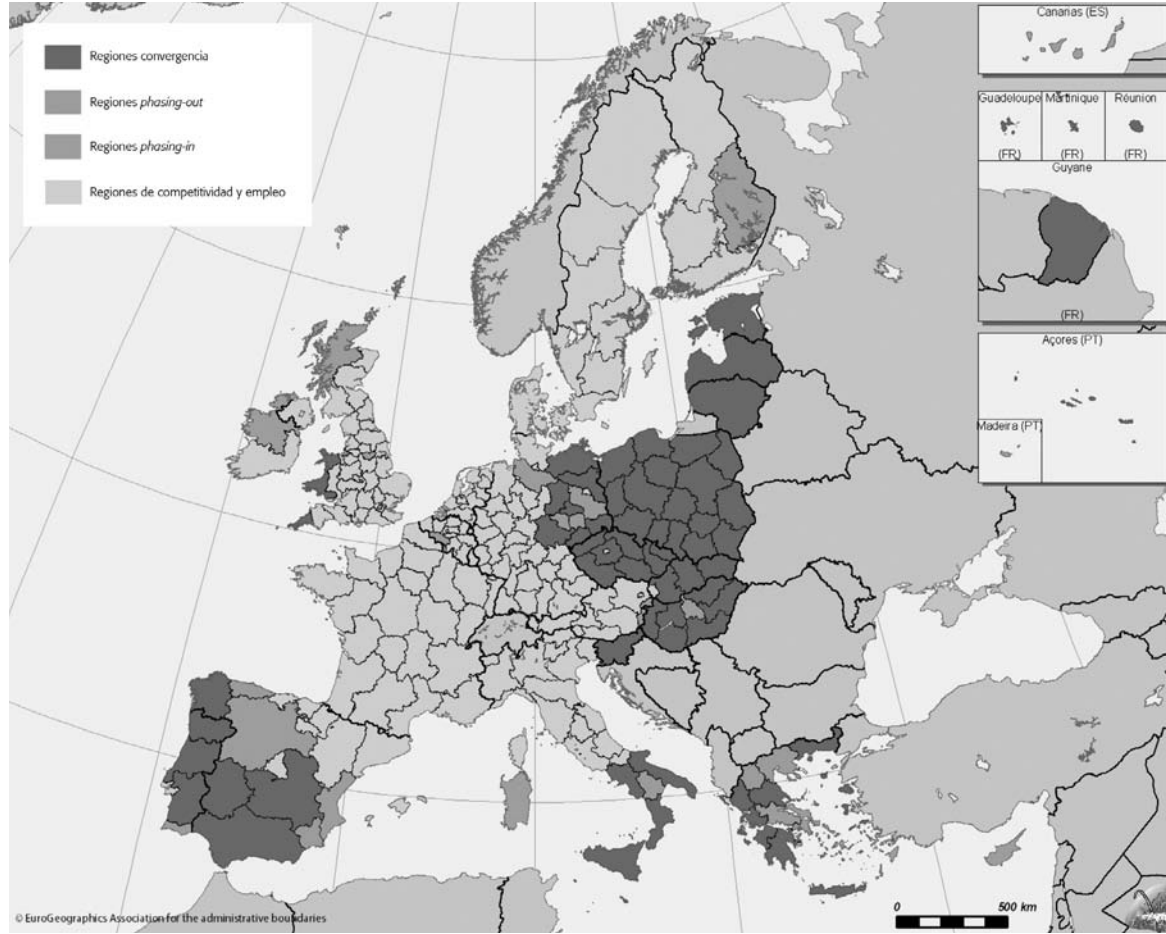 Regiones convergencia
Regiones phasing-out
Regiones phasing-in
Regiones de competitividad y empleo
Canarias (ES)
Guadeloupe
Martinique
Réunion
(FR)
(FR)
(FR)
Guyane
(FR)
Açores (PT)
Madeira (PT)
© EuroGeographics Association for the administrative boundaries
0
500 km